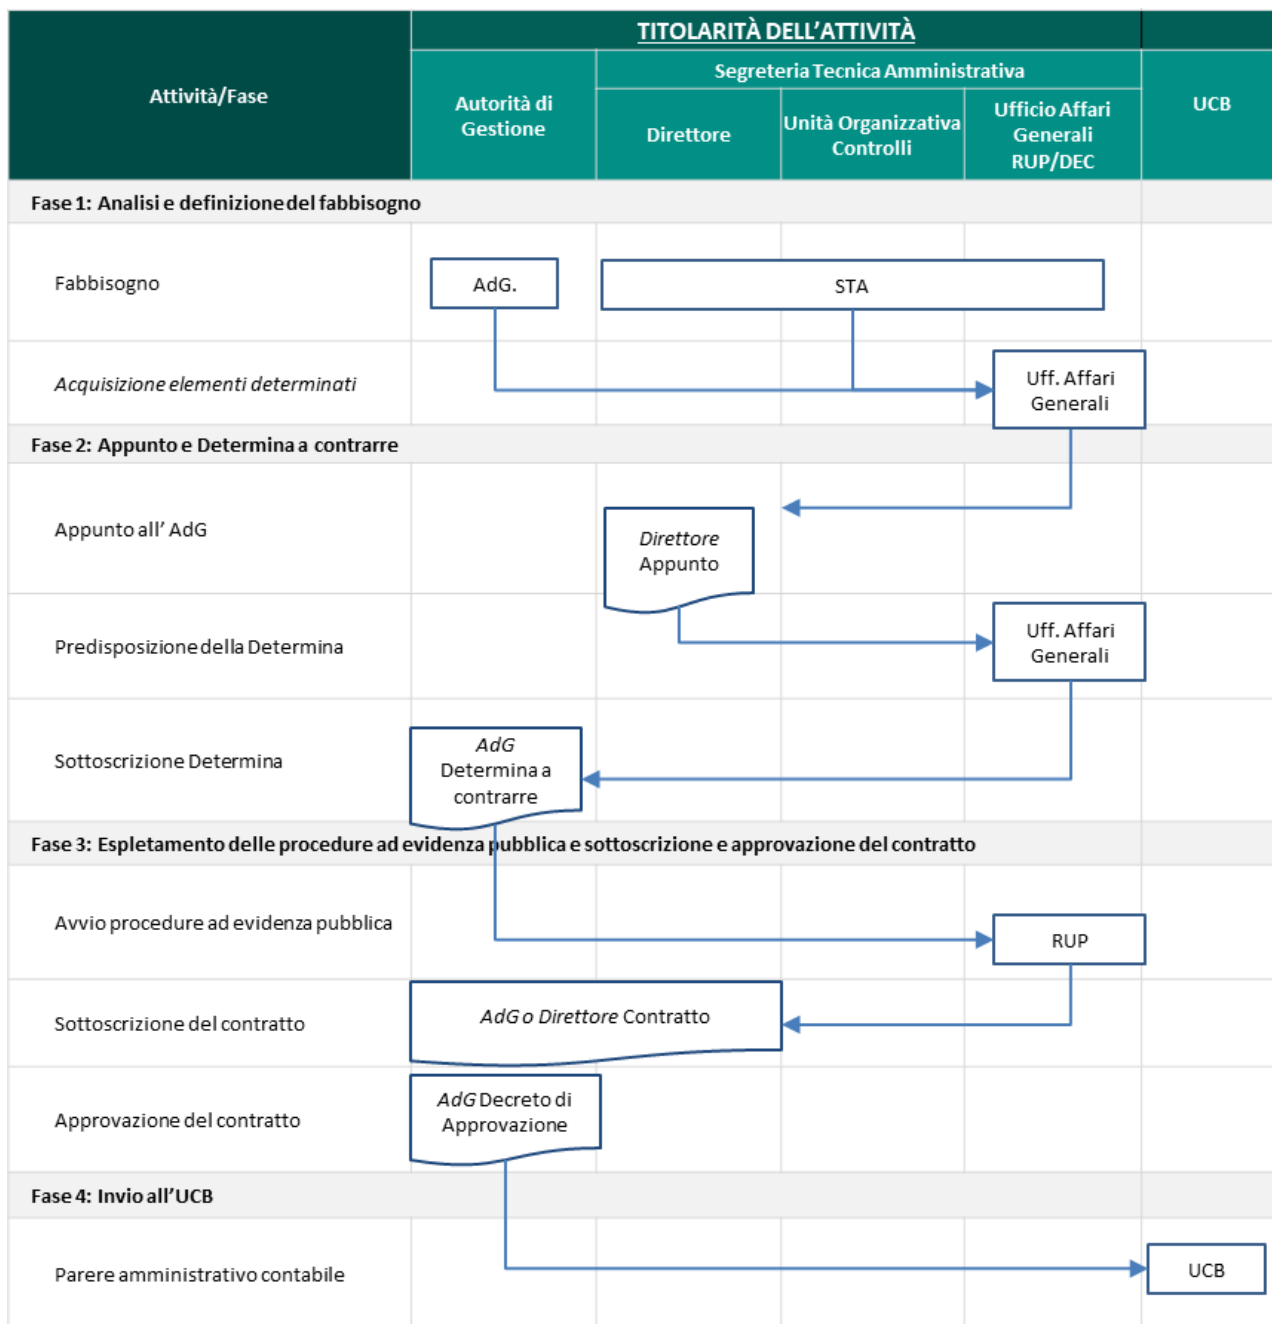 TITOLARITÀ DELL’ATTIVITÀ
Attività/Fase
Autorità di
Gestione
Segreteria Tecnica Amministrativa
Direttore
Unità Organizzativa
Controlli
Ufficio Affari
Generali
RUP/DEC
UCB
Fase 1: Analisi e definizione del fabbisogno
Fabbisogno
AdG.
STA
Acquisizione elementi determinati
Uff. Affari
Generali
Fase 2: Appunto e Determina a contrarre
Appunto all’ AdG
Direttore
Appunto
Predisposizione della Determina
Uff. Affari
Generali
Sottoscrizione Determina
AdG
Determina a
contrarre
Fase 3: Espletamento delle procedure ad evidenza pubblica e sottoscrizione e approvazione del contratto
Avvio procedure ad evidenza pubblica
RUP
Sottoscrizione del contratto
AdG o Direttore Contratto
Approvazione del contratto
AdG Decreto di
Approvazione
Fase 4: Invio all’UCB
Parere amministrativo contabile
UCB